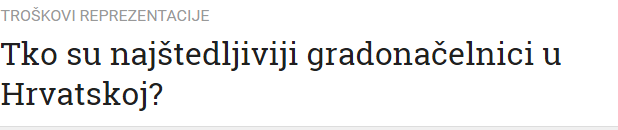 TROŠKOVI REPREZENTACIJE
Tko su najštedljiviji gradonačelnici u
Hrvatskoj?